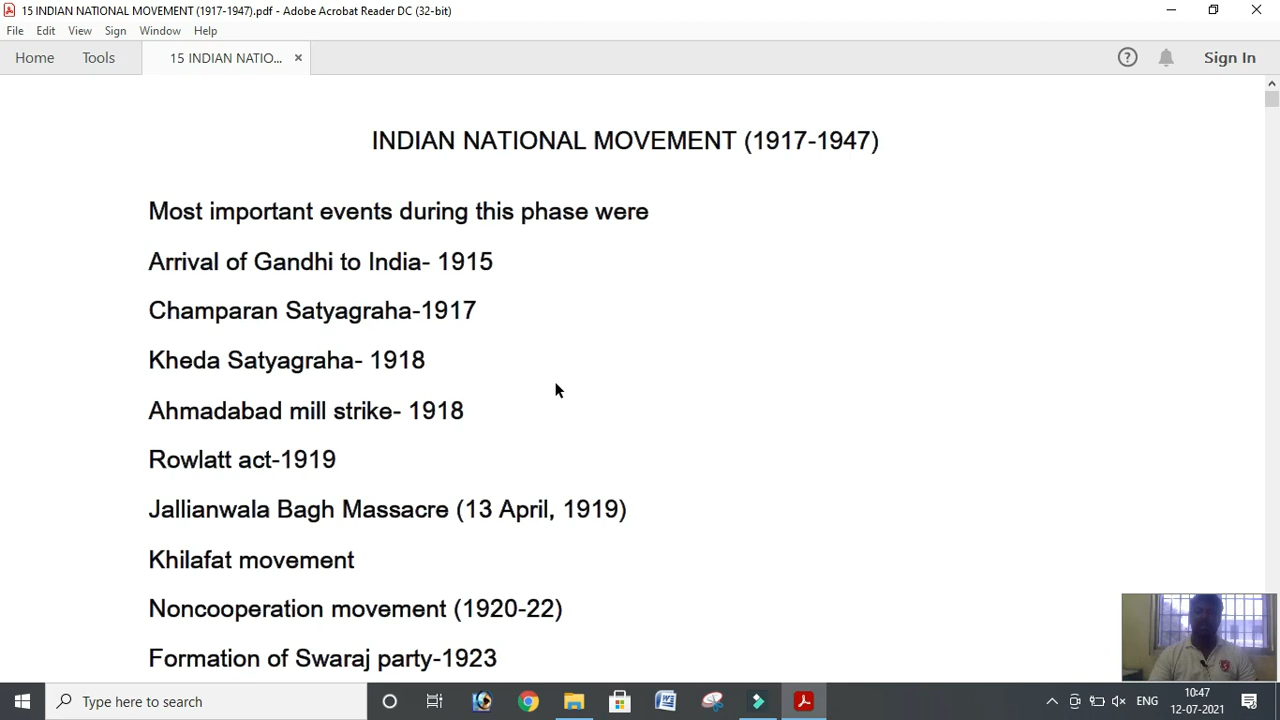 15 INDIAN NATIONAL MOVEMENT (1917-1947).pdf - Adobe Acrobat Reader DC (32-bit)
File Edit View Sign Window Help
Home Tools 15 INDIAN NATIO... × ? Sign In
INDIAN NATIONAL MOVEMENT (1917-1947)
Most important events during this phase were
Arrival of Gandhi to India- 1915
Champaran Satyagraha-1917
Kheda Satyagraha- 1918
Ahmadabad mill strike- 1918
Rowlatt act-1919
Jallianwala Bagh Massacre (13 April, 1919)
Khilafat movement
Noncooperation movement (1920-22)
Formation of Swaraj party-1923
Type here to search ENG 10:47
12-07-2021